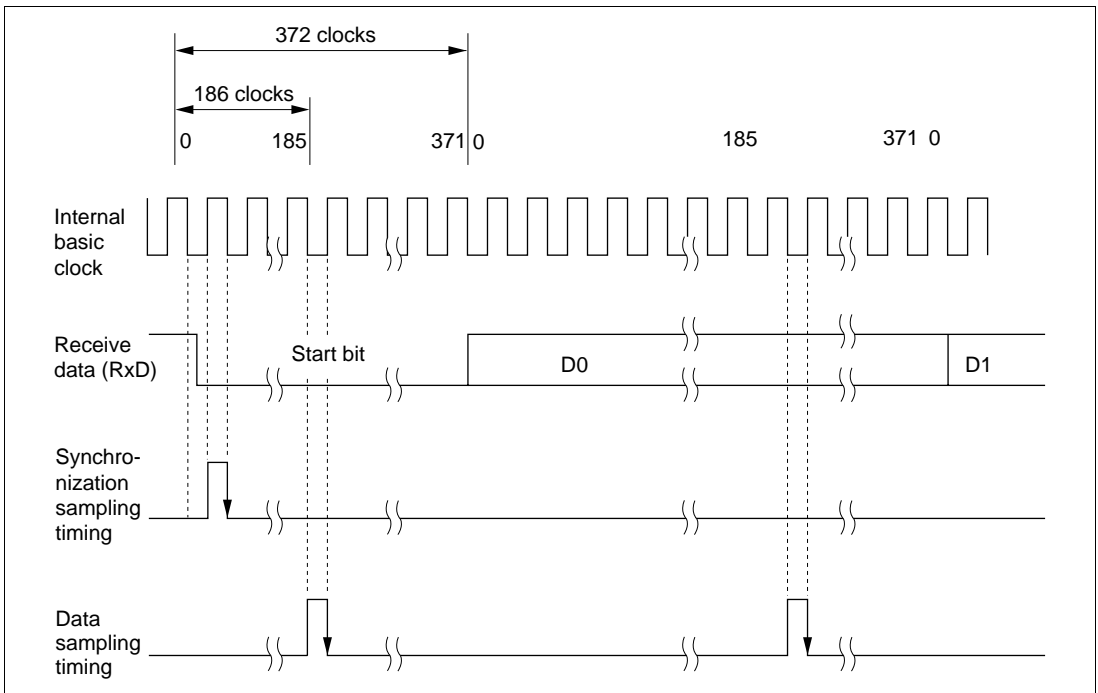 372 clocks
186 clocks
0 185 371 0 185 371 0
Internal
basic
clock
Receive
data (RxD)
Start bit
D0
D1
Synchro-
nization
sampling
timing
Data
sampling
timing